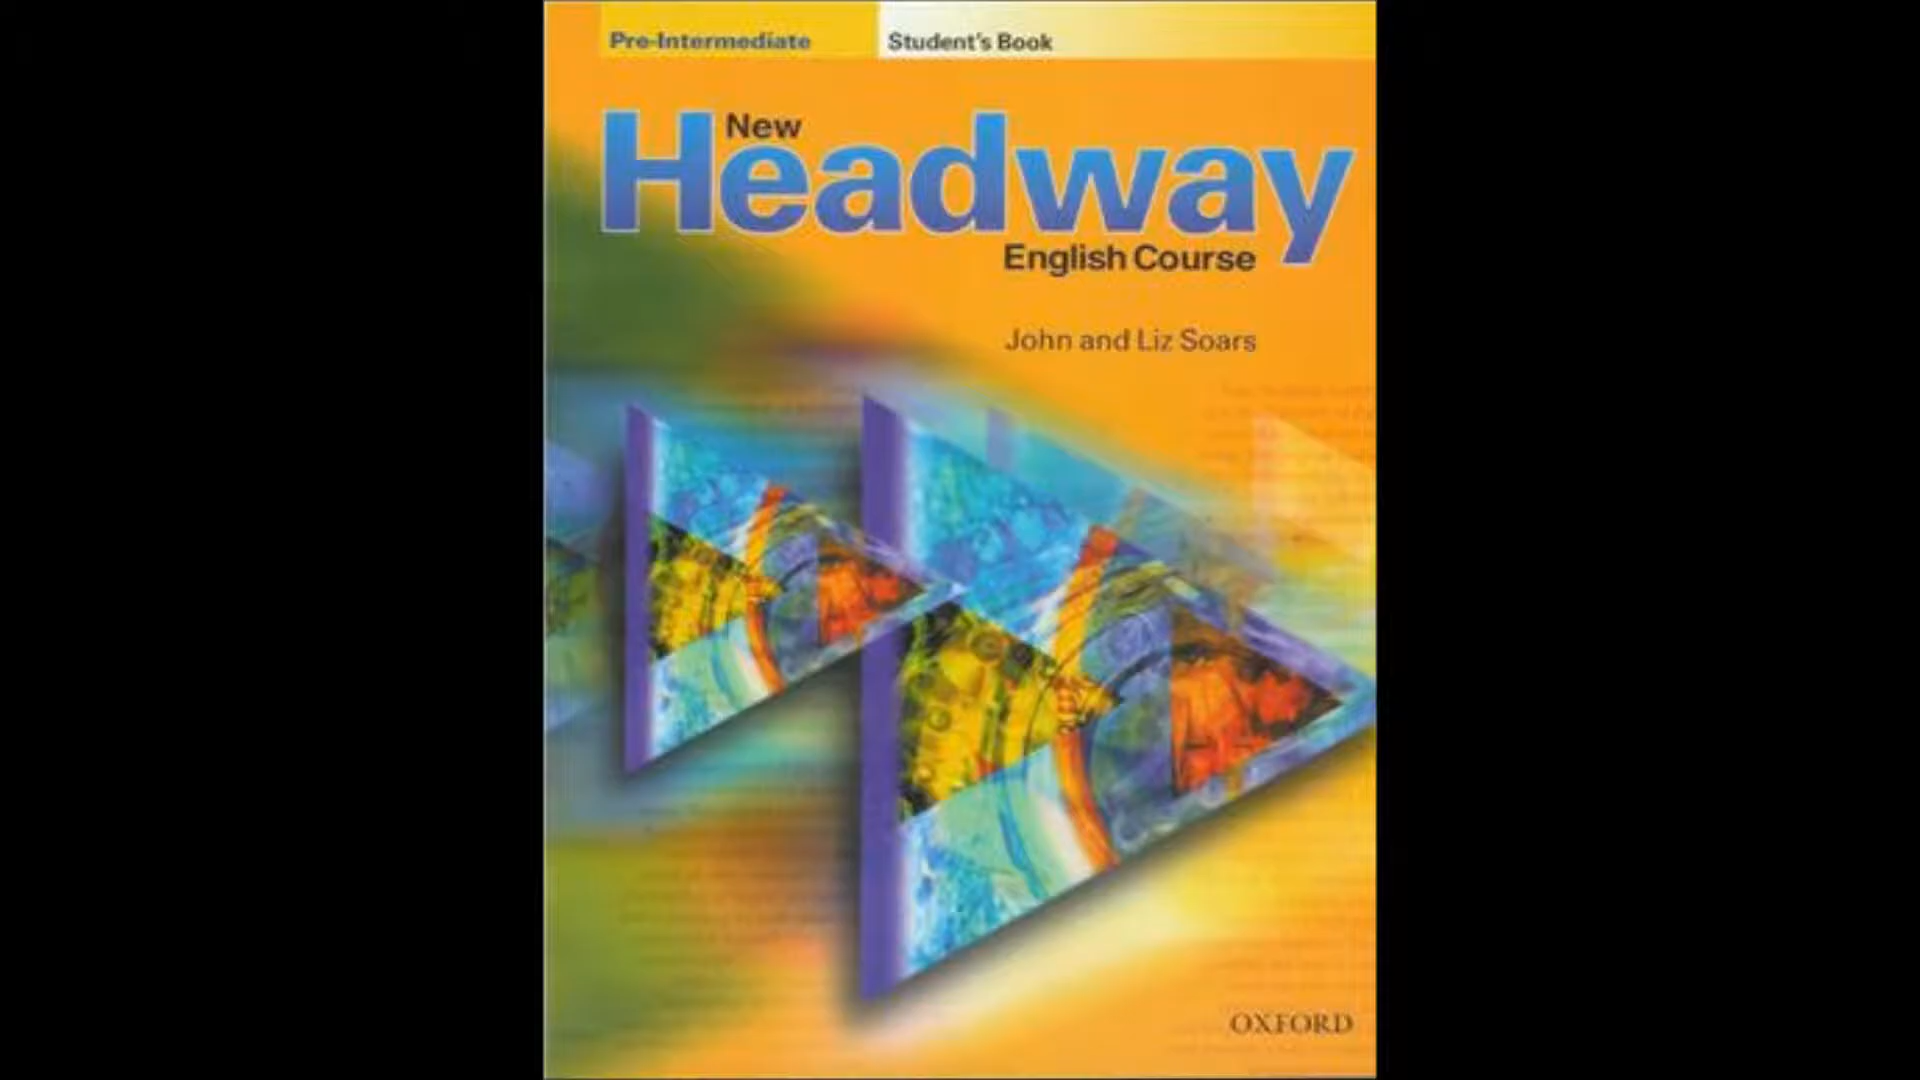 Pre-Intermediate
Student's Book
New
Headway
English Course
John and Liz Soars
OXFORD